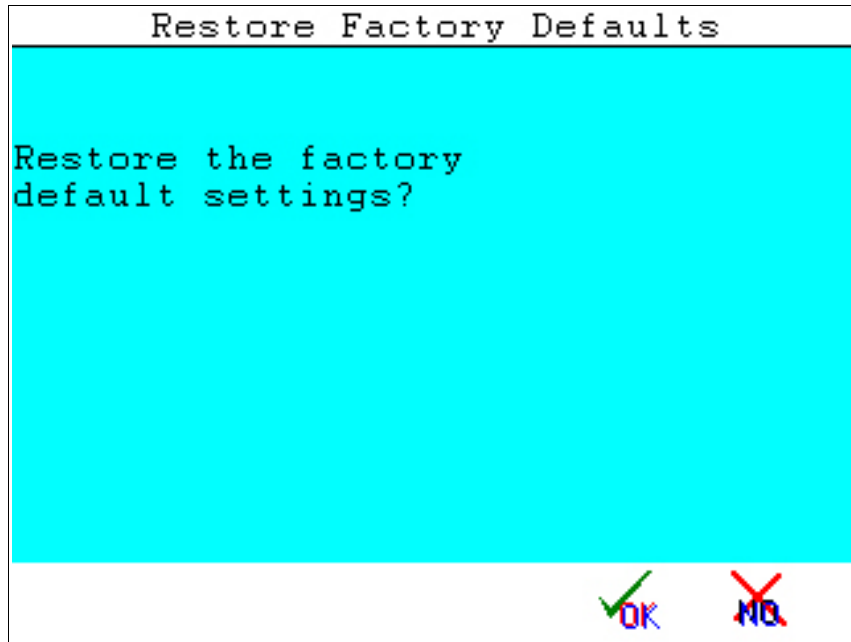 Restore Factory Defaults
Restore the factory
default settings?
OK NO